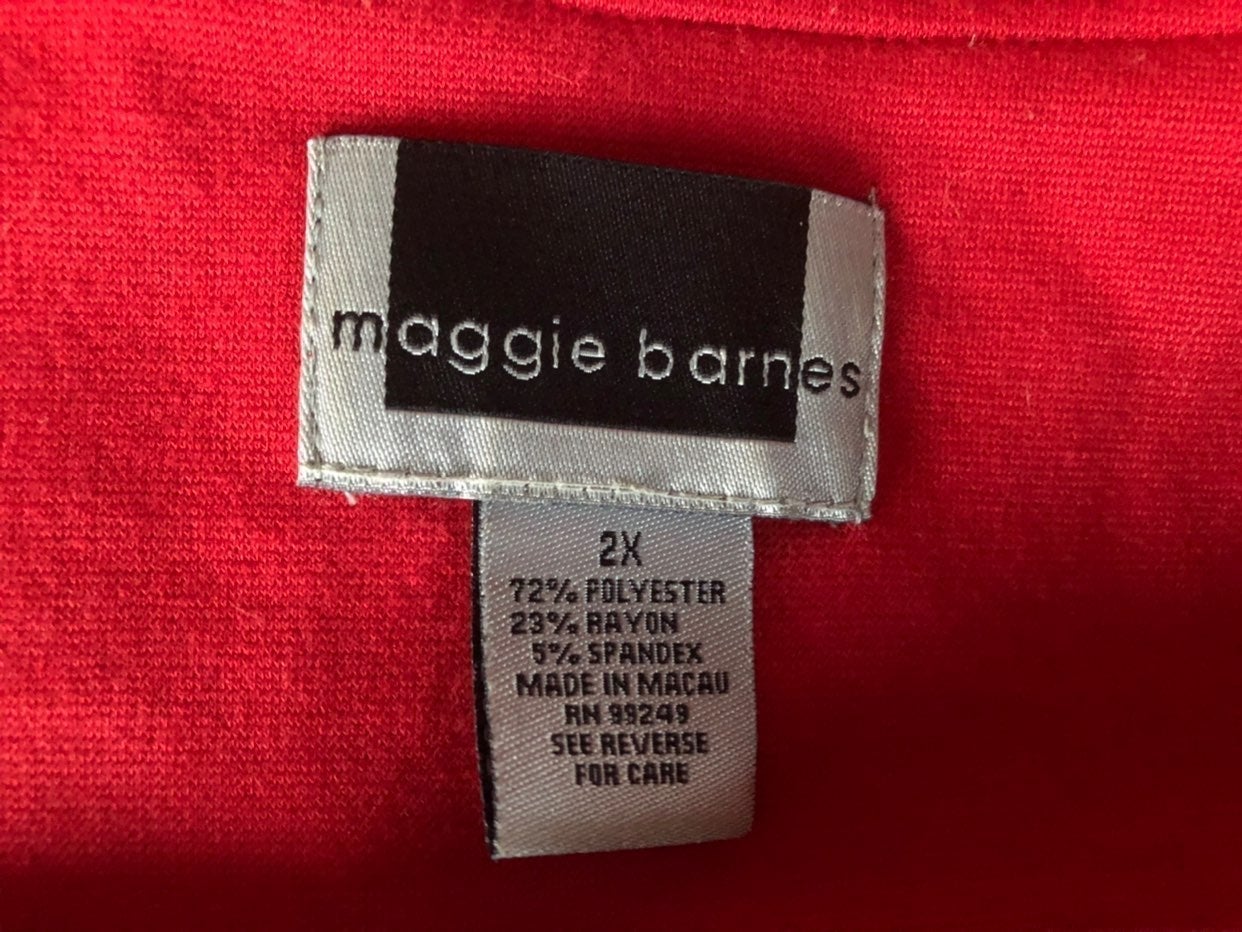 maggie barnes
2X
72% POLYESTER
23% RAYON
5% SPANDEX
MADE IN MACAU
RN 99249
SEE REVERSE
FOR CARE